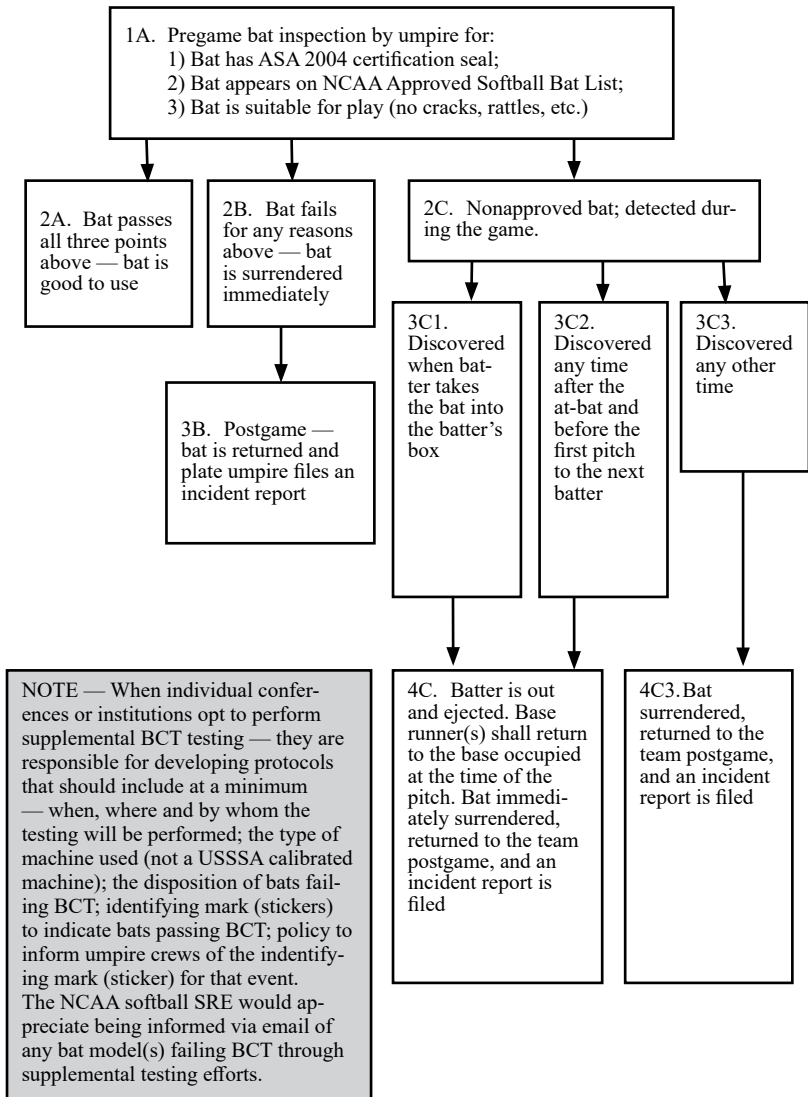 1A. Pregame bat inspection by umpire for:
1) Bat has ASA 2004 certification seal;
2) Bat appears on NCAA Approved Softball Bat List;
3) Bat is suitable for play (no cracks, rattles, etc.)
2A. Bat passes
all three points
above — bat is
good to use
2B. Bat fails
for any reasons
above — bat
is surrendered
immediately
2C. Nonapproved bat; detected dur-
ing the game.
3B. Postgame —
bat is returned and
plate umpire files an
incident report
3C1.
Discovered
when bat-
ter takes
the bat into
the batter’s
box
3C2.
Discovered
any time
after the
at-bat and
before the
first pitch
to the next
batter
3C3.
Discovered
any other
time
NOTE — When individual confer-
ences or institutions opt to perform
supplemental BCT testing — they are
responsible for developing protocols
that should include at a minimum
— when, where and by whom the
testing will be performed; the type of
machine used (not a USSSA calibrated
machine); the disposition of bats fail-
ing BCT; identifying mark (stickers)
to indicate bats passing BCT; policy to
inform umpire crews of the indentify-
ing mark (sticker) for that event.
The NCAA softball SRE would ap-
preciate being informed via email of
any bat model(s) failing BCT through
supplemental testing efforts.
4C. Batter is out
and ejected. Base
runner(s) shall return
to the base occupied
at the time of the
pitch. Bat immedi-
ately surrendered,
returned to the team
postgame, and an
incident report is
filed
4C3.Bat
surrendered,
returned to the
team postgame,
and an incident
report is filed